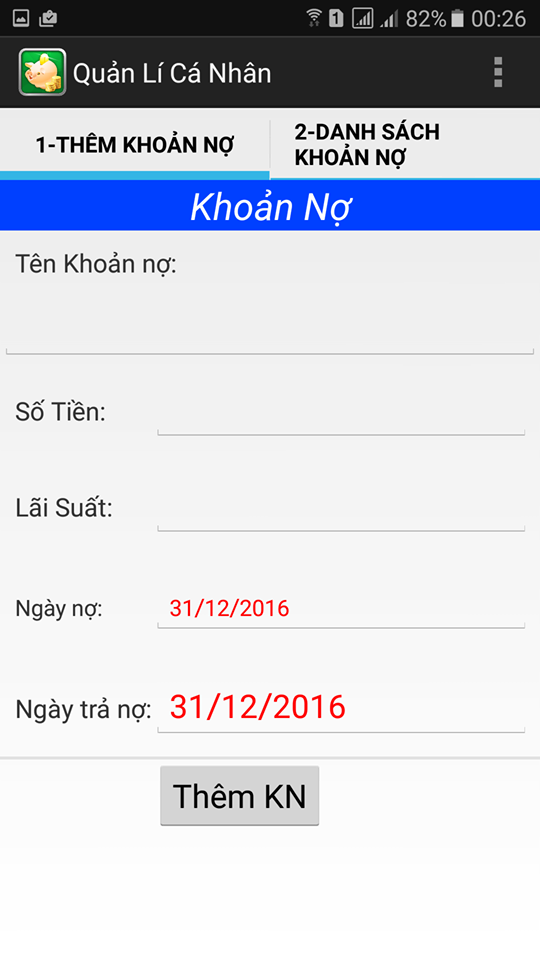 1 82% 00:26
Quản Lí Cá Nhân
1-THÊM KHOẢN NỢ
2-DANH SÁCH
KHOẢN NỢ
Khoản Nợ
Tên Khoản nợ:
Số Tiền:
Lãi Suất:
Ngày nợ: 31/12/2016
Ngày trả nợ: 31/12/2016
Thêm KN